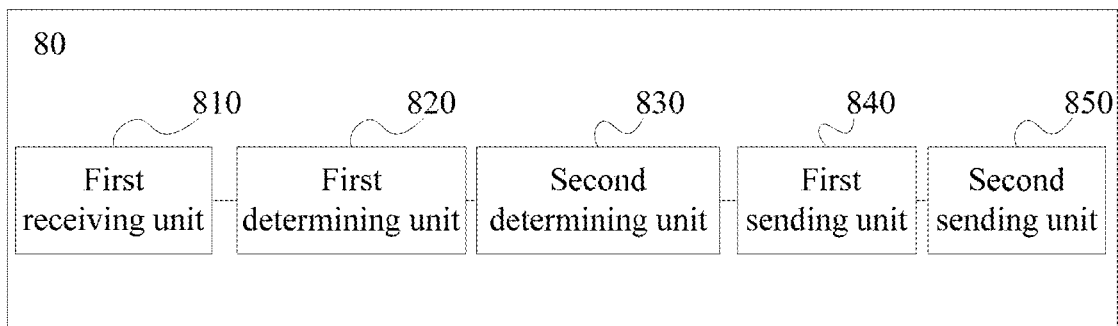 80
810 820 830 840 850
First First Second First Second
receiving unit determining unit determining unit sending unit sending unit